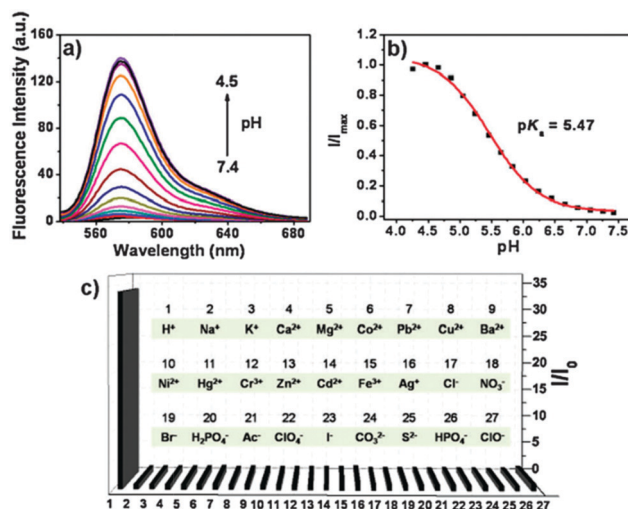 a)
160
120
80
40
0
Fluorescence Intensity (a.u.)
4.5
pH
7.4
560 600 640 680
Wavelength (nm)
b)
1.0
0.8
0.6
0.4
0.2
0.0
I/Imax
pKa = 5.47
4.0 4.5 5.0 5.5 6.0 6.5 7.0 7.5
pH
c)
1 2 3 4 5 6 7 8 9
H+ Na+ K+ Ca2+ Mg2+ Co2+ Pb2+ Cu2+ Ba2+
10 11 12 13 14 15 16 17 18
Ni2+ Hg2+ Cr3+ Zn2+ Cd2+ Fe3+ Ag+ Cl- NO3-
19 20 21 22 23 24 25 26 27
Br- H2PO4- Ac- ClO4- I- CO32- S2- HPO4- ClO-
35
30
25
20
15
10
5
0
I/I0
1 2 3 4 5 6 7 8 9 10 11 12 13 14 15 16 17 18 19 20 21 22 23 24 25 26 27